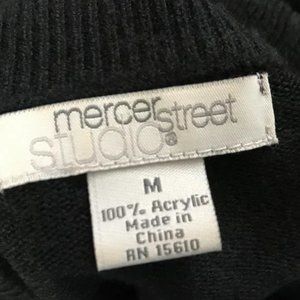 mercer street
studio®
M
100% Acrylic
Made in
China
RN 15610